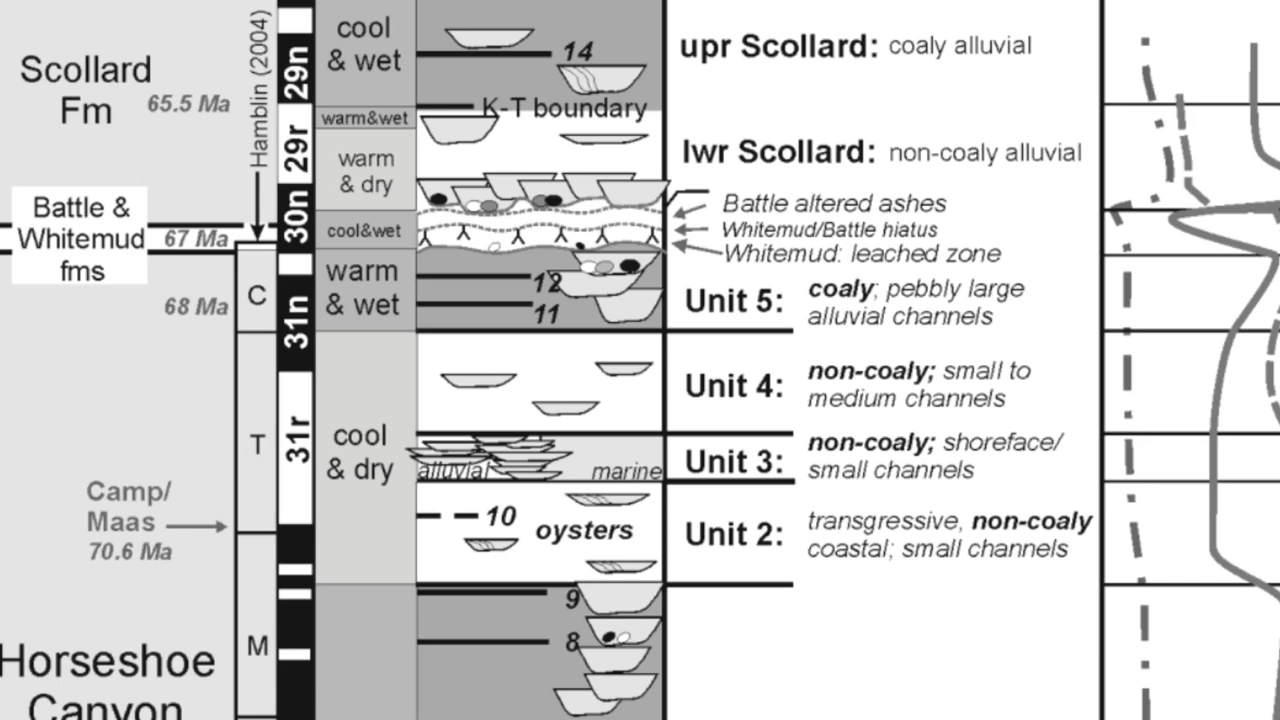 Scollard
Fm
65.5 Ma
Battle &
Whitemud
fms
67 Ma
68 Ma
Camp/
Maas
70.6 Ma
Horseshoe
Canyon
Hamblin (2004)
C
T
M
29n
29r
30n
31n
31r
cool
& wet
warm&wet
warm
& dry
cool&wet
warm
& wet
cool
& dry
14
K-T boundary
12
11
alluvial
marine
10
oysters
9
8
upr Scollard: coaly alluvial
lwr Scollard: non-coaly alluvial
Battle altered ashes
Whitemud/Battle hiatus
Whitemud: leached zone
Unit 5: coaly; pebbly large
alluvial channels
Unit 4: non-coaly; small to
medium channels
Unit 3: non-coaly; shoreface/
small channels
Unit 2: transgressive, non-coaly
coastal; small channels